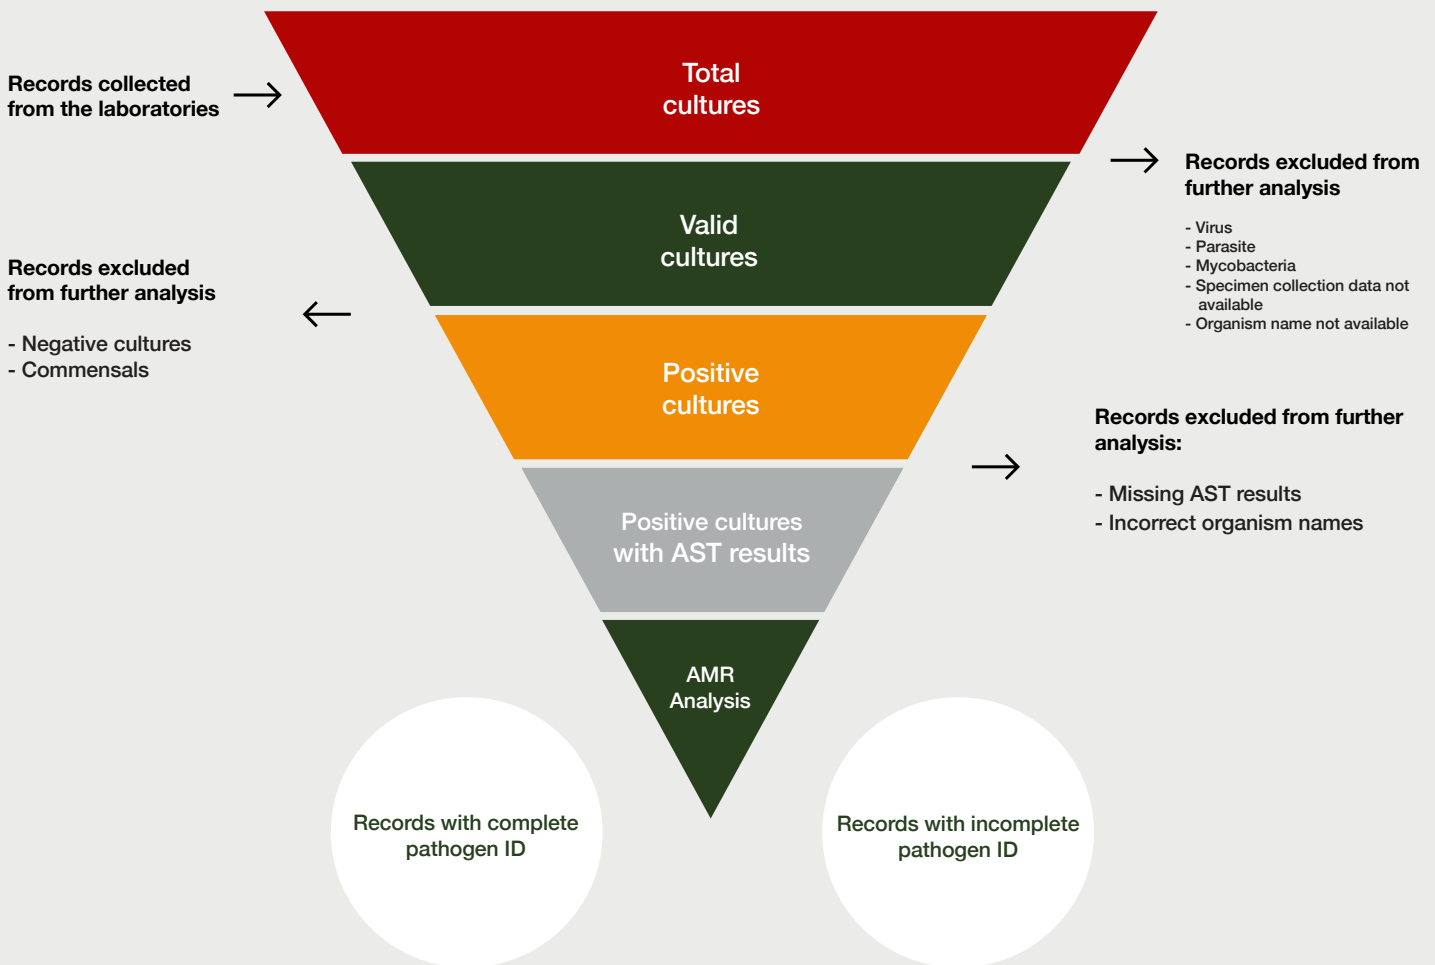 Total
cultures
Records collected
from the laboratories
Records excluded from
further analysis
- Virus
- Parasite
- Mycobacteria
- Specimen collection data not
available
- Organism name not available
Valid
cultures
Records excluded
from further analysis
- Negative cultures
- Commensals
Positive
cultures
Records excluded from further
analysis:
- Missing AST results
- Incorrect organism names
Positive cultures
with AST results
AMR
Analysis
Records with complete
pathogen ID
Records with incomplete
pathogen ID